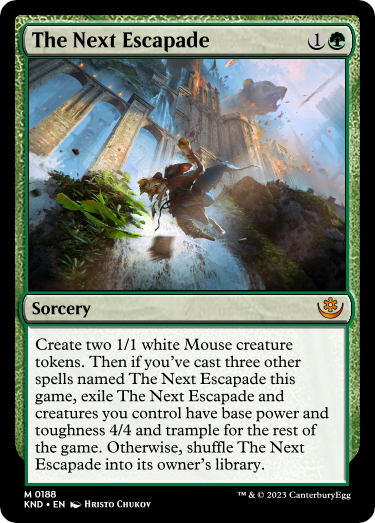 The Next Escapade 1
Sorcery
Create two 1/1 white Mouse creature
tokens. Then if you’ve cast three other
spells named The Next Escapade this
game, exile The Next Escapade and
creatures you control have base power and
toughness 4/4 and trample for the rest of
the game. Otherwise, shuffle The Next
Escapade into its owner’s library.
M 0188
KND • EN Hristo Chukov
™ & © 2023 CanterburyEgg